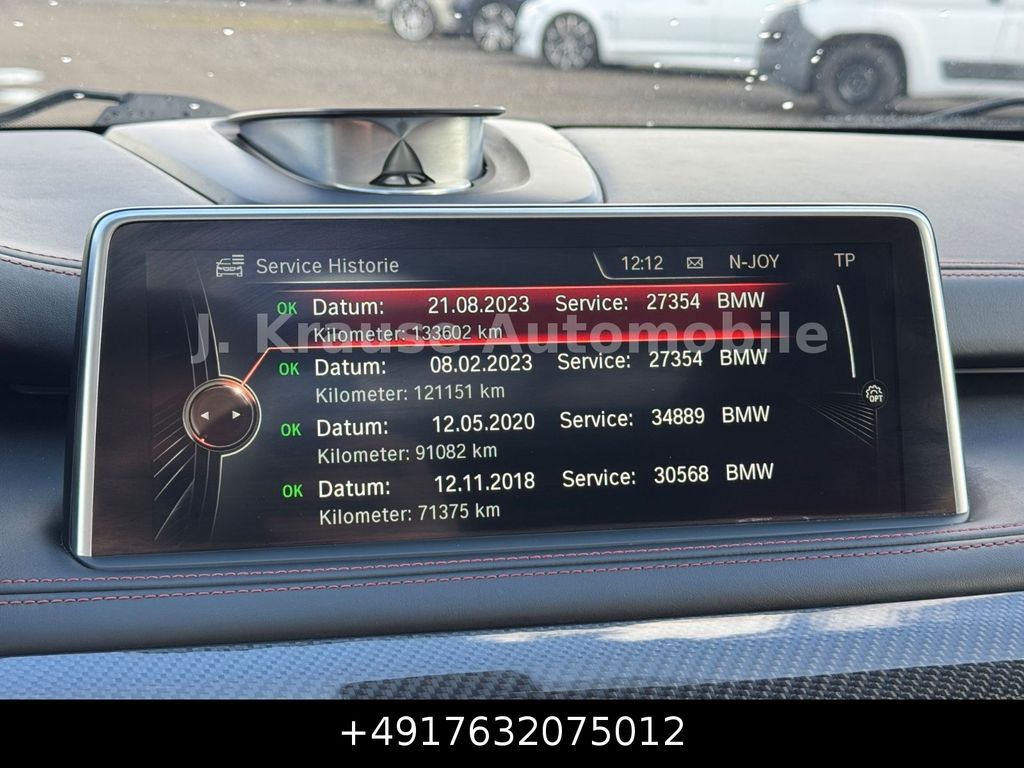 Service Historie 12:12 N-JOY TP
OK Datum: 21.08.2023 Service: 27354 BMW
Kilometer: 133602 km
J. Krause Automobile
OK Datum: 08.02.2023 Service: 27354 BMW
Kilometer: 121151 km
OPT
OK Datum: 12.05.2020 Service: 34889 BMW
Kilometer: 91082 km
OK Datum: 12.11.2018 Service: 30568 BMW
Kilometer: 71375 km
+4917632075012